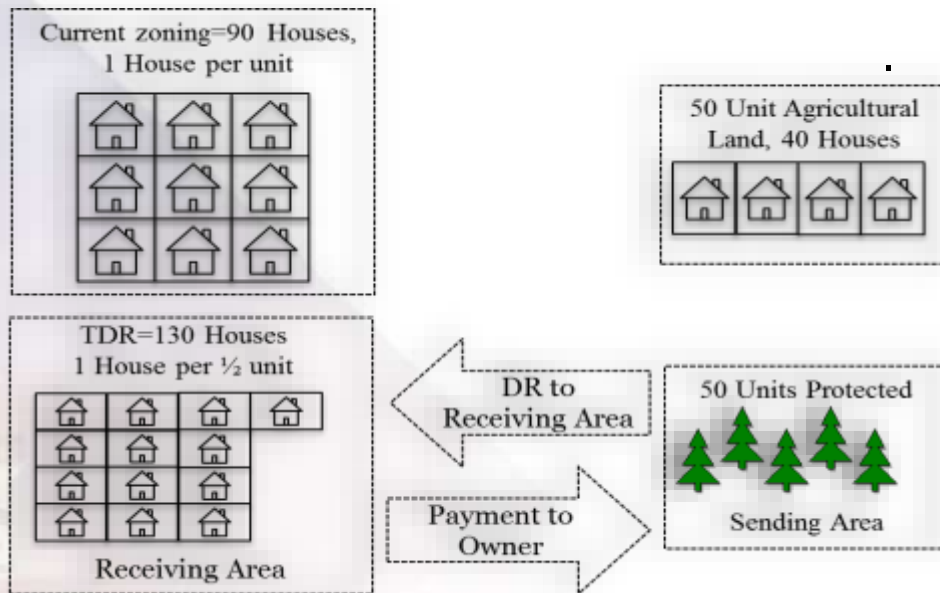 Current zoning=90 Houses,
1 House per unit
50 Unit Agricultural
Land, 40 Houses
TDR=130 Houses
1 House per ½ unit
Receiving Area
DR to
Receiving Area
Payment to
Owner
50 Units Protected
Sending Area